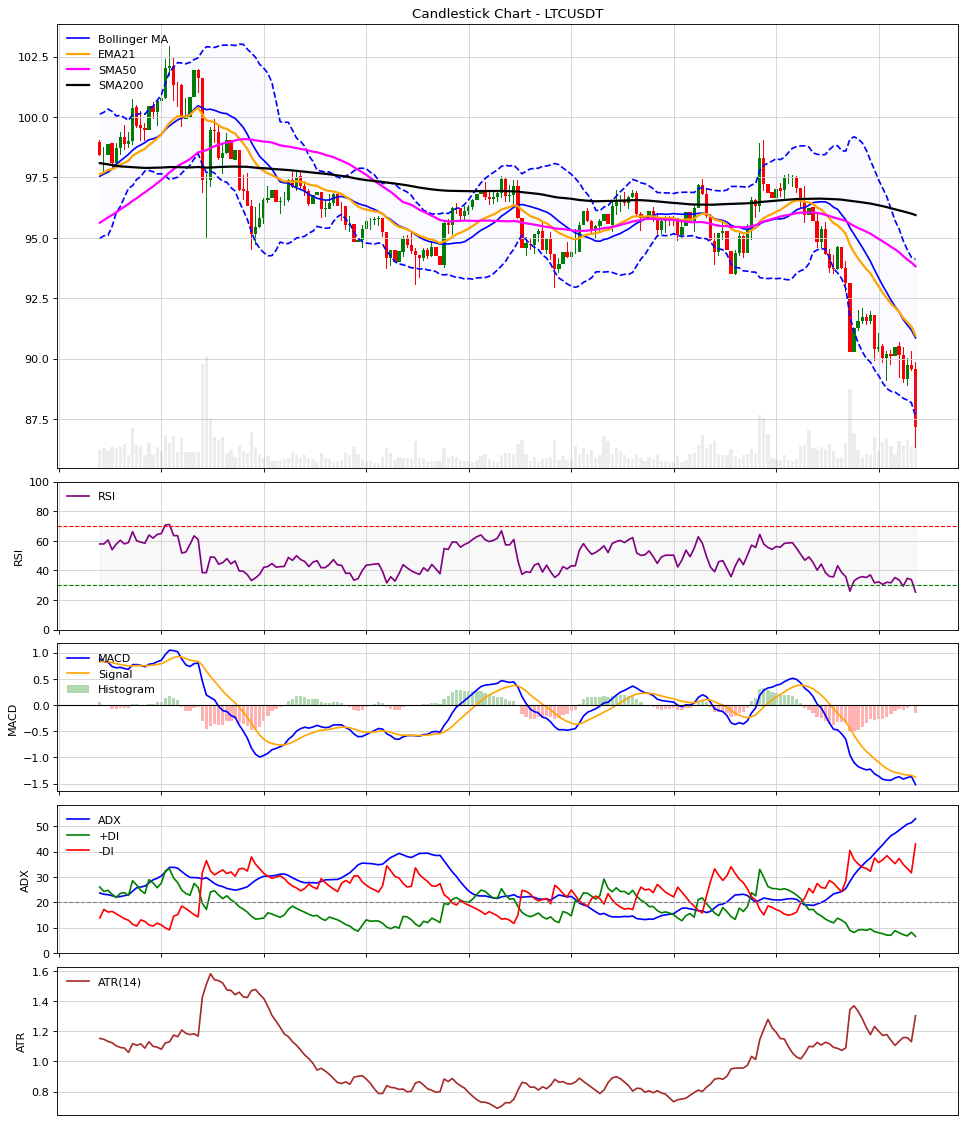 Candlestick Chart - LTCUSDT
Bollinger MA
EMA21
SMA50
SMA200
102.5
100.0
97.5
95.0
92.5
90.0
87.5
RSI
RSI
100
80
60
40
20
0
MACD
MACD
Signal
Histogram
1.0
0.5
0.0
−0.5
−1.0
−1.5
ADX
ADX
+DI
-DI
50
40
30
20
10
0
ATR
ATR(14)
1.6
1.4
1.2
1.0
0.8